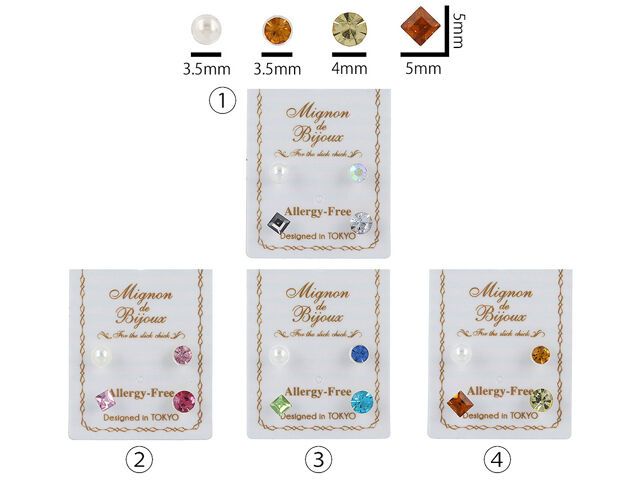 5mm
3.5mm
3.5mm
4mm
5mm
①
Mignon
de
Bijoux
For the slick chick
Allergy-Free
Designed in TOKYO
Mignon
de
Bijoux
For the slick chick
Allergy-Free
Designed in TOKYO
Mignon
de
Bijoux
For the slick chick
Allergy-Free
Designed in TOKYO
Mignon
de
Bijoux
For the slick chick
Allergy-Free
Designed in TOKYO
②
③
④